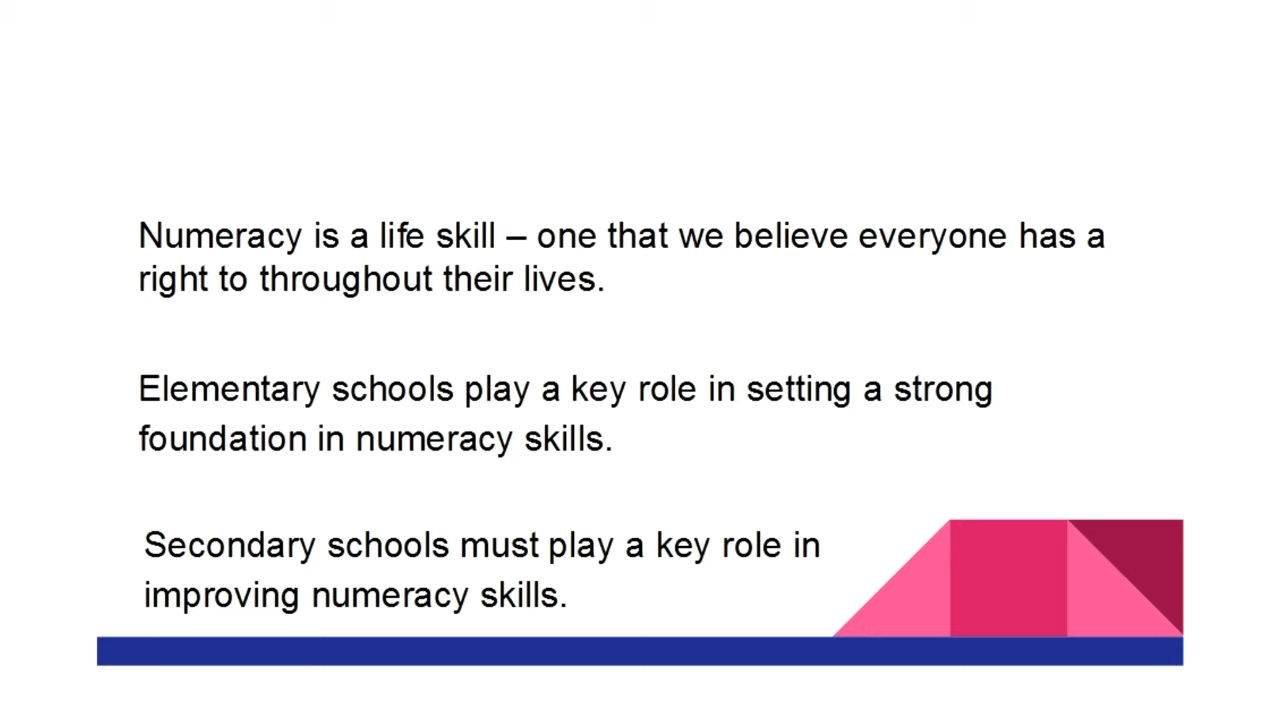 Numeracy is a life skill – one that we believe everyone has a
right to throughout their lives.
Elementary schools play a key role in setting a strong
foundation in numeracy skills.
Secondary schools must play a key role in
improving numeracy skills.